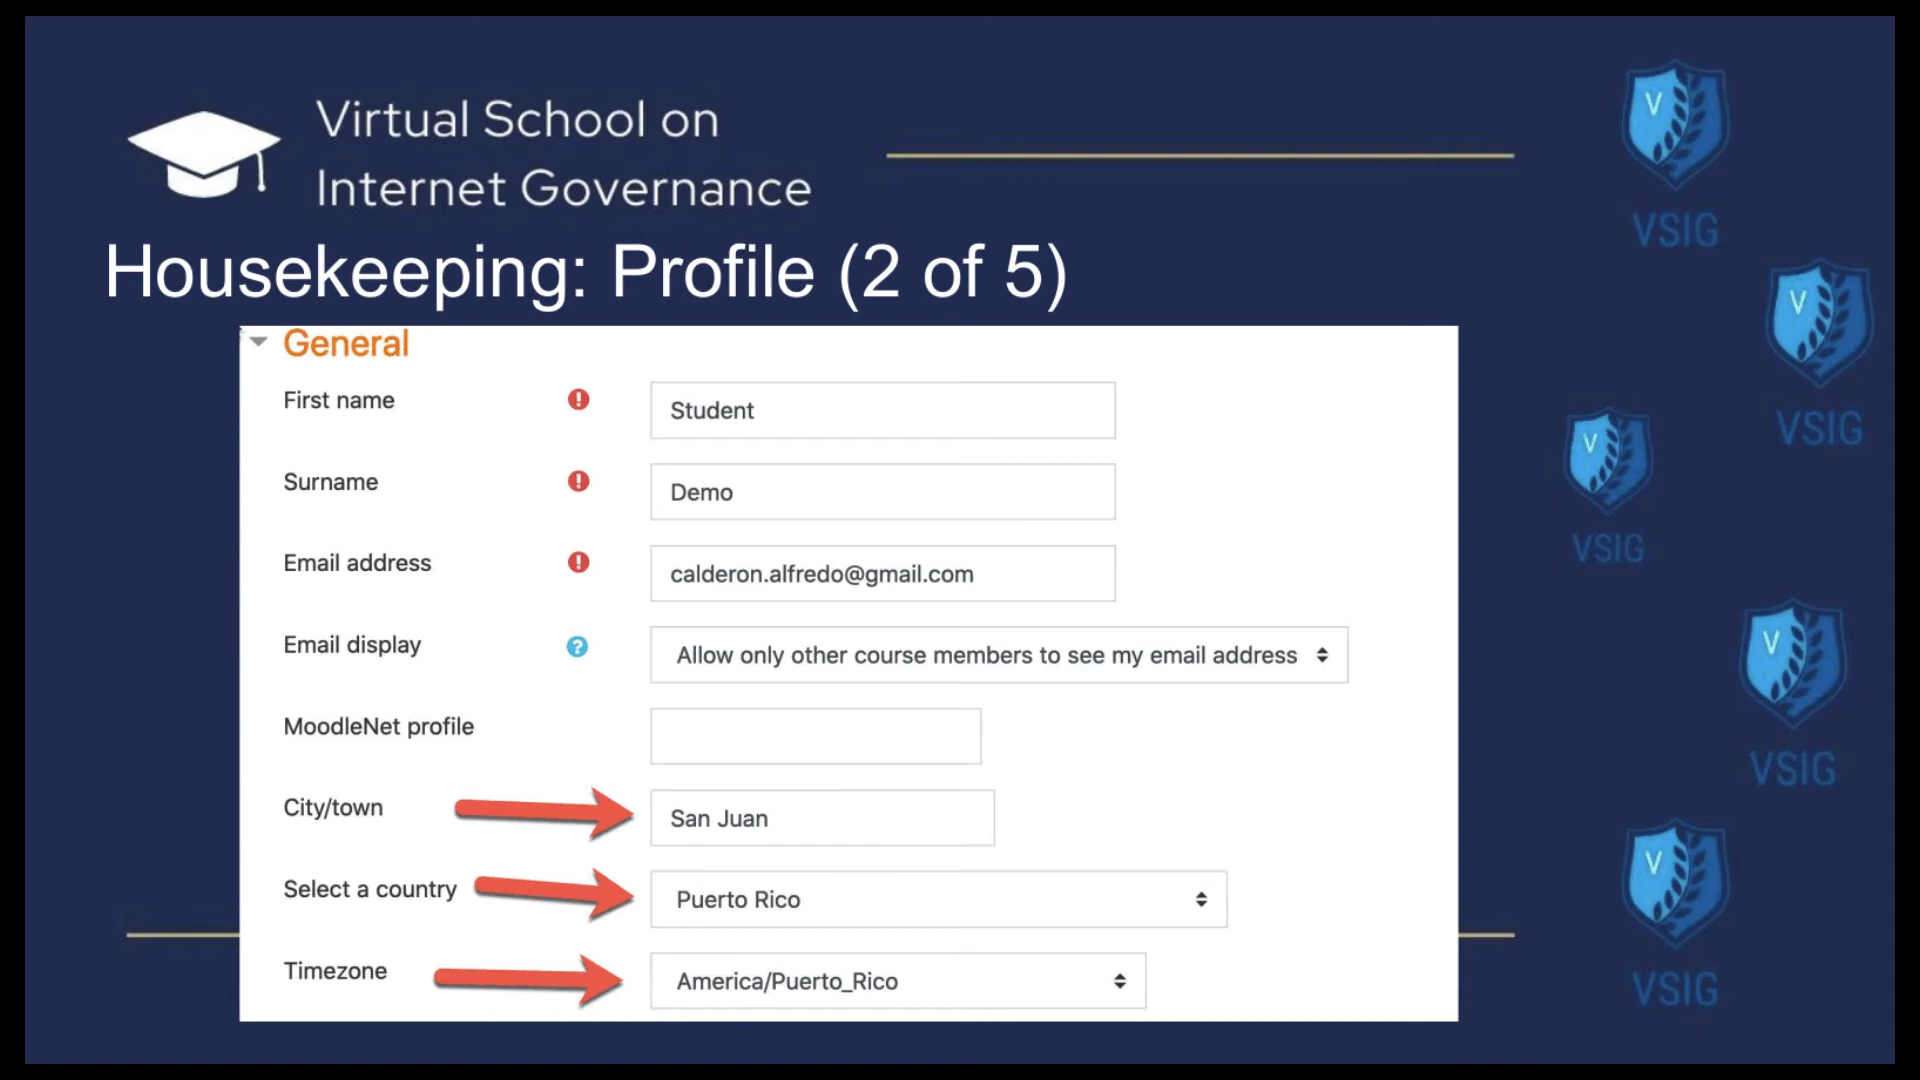 Virtual School on
Internet Governance
Housekeeping: Profile (2 of 5)
General
First name
Student
Surname
Demo
Email address
calderon.alfredo@gmail.com
Email display
Allow only other course members to see my email address
MoodleNet profile
City/town
San Juan
Select a country
Puerto Rico
Timezone
America/Puerto_Rico
V
VSIG
V
VSIG
V
VSIG
V
VSIG
V
VSIG